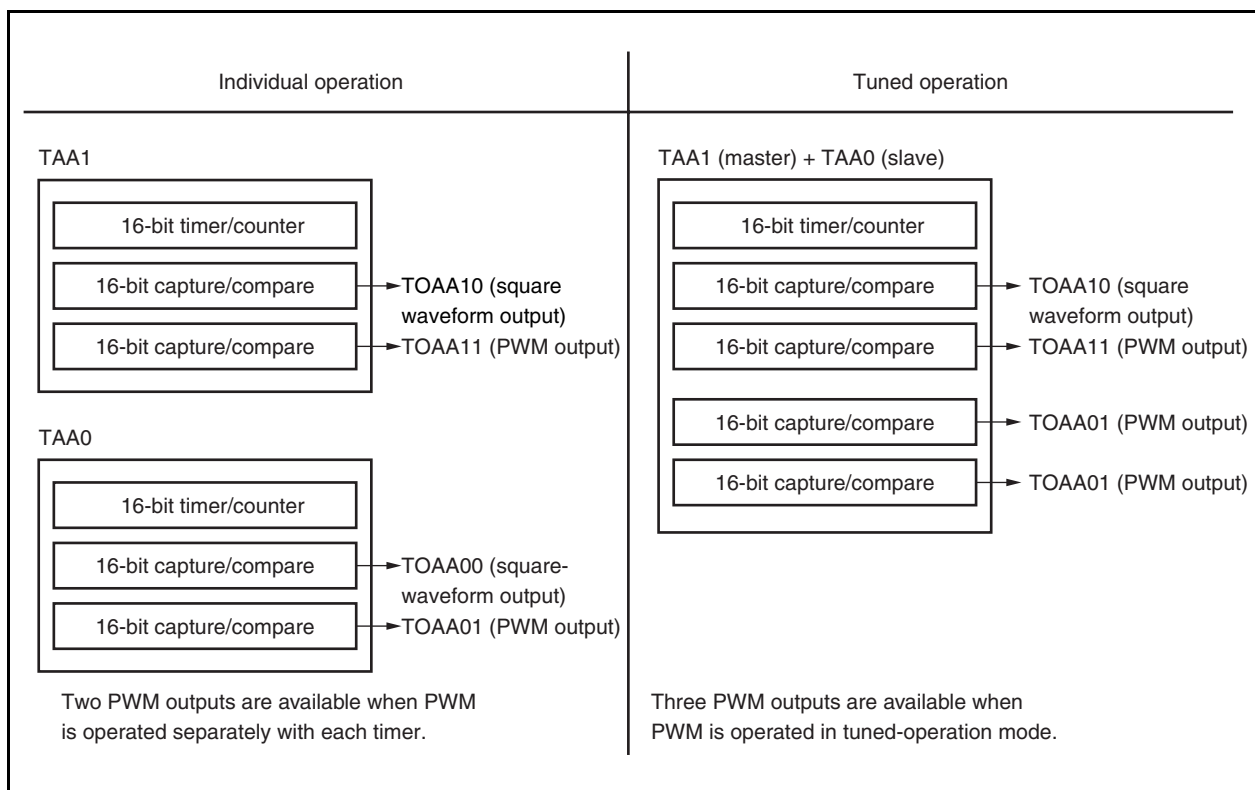 Individual operation
Tuned operation
TAA1
16-bit timer/counter
16-bit capture/compare
TOAA10 (square
waveform output)
16-bit capture/compare
TOAA11 (PWM output)
TAA0
16-bit timer/counter
16-bit capture/compare
TOAA00 (square-
waveform output)
16-bit capture/compare
TOAA01 (PWM output)
Two PWM outputs are available when PWM
is operated separately with each timer.
TAA1 (master) + TAA0 (slave)
16-bit timer/counter
16-bit capture/compare
TOAA10 (square
waveform output)
16-bit capture/compare
TOAA11 (PWM output)
16-bit capture/compare
TOAA01 (PWM output)
16-bit capture/compare
TOAA01 (PWM output)
Three PWM outputs are available when
PWM is operated in tuned-operation mode.